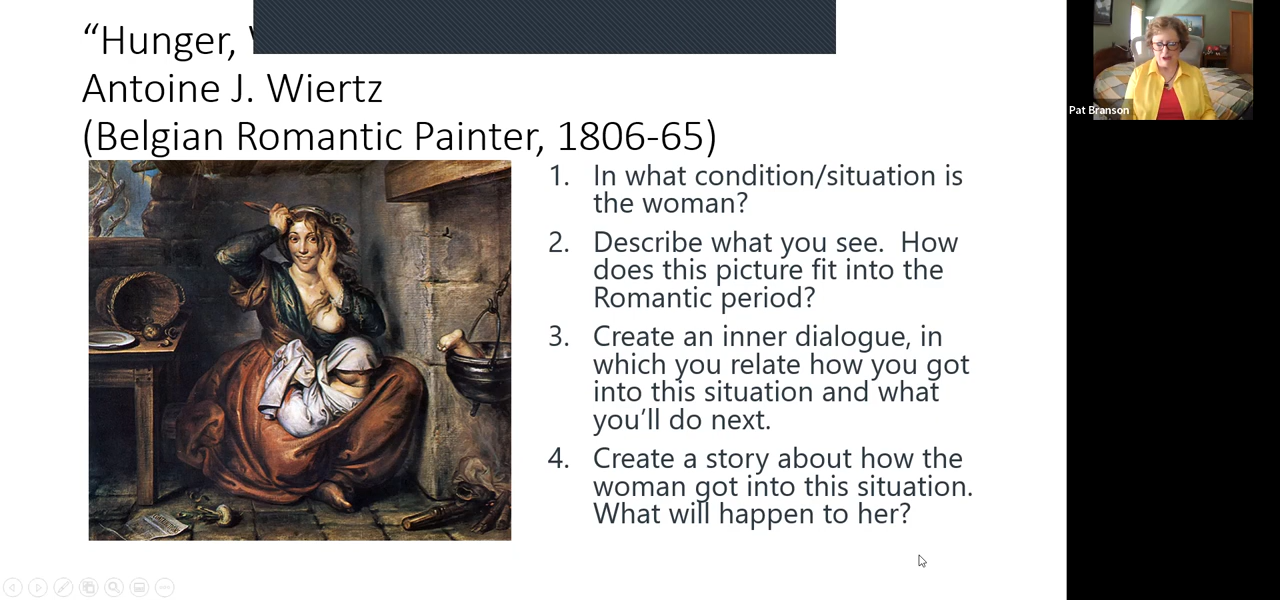 “Hunger,
Antoine J. Wiertz
(Belgian Romantic Painter, 1806-65)
1. In what condition/situation is
the woman?
2. Describe what you see.  How
does this picture fit into the
Romantic period?
3. Create an inner dialogue, in
which you relate how you got
into this situation and what
you’ll do next.
4. Create a story about how the
woman got into this situation.
What will happen to her?
Pat Branson